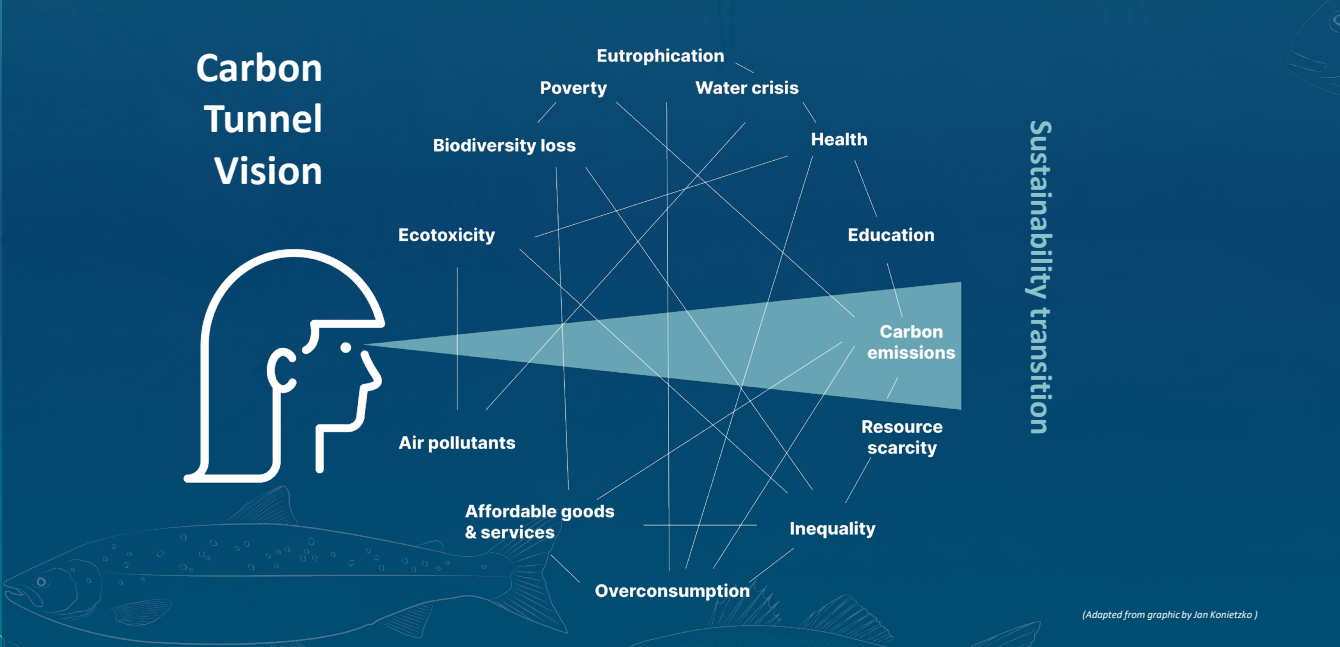 Carbon
Tunnel
Vision
Eutrophication
Poverty
Water crisis
Biodiversity loss
Health
Ecotoxicity
Education
Carbon
emissions
Air pollutants
Resource
scarcity
Affordable goods
& services
Inequality
Overconsumption
Sustainability transition
(Adapted from graphic by Jan Konietzko )